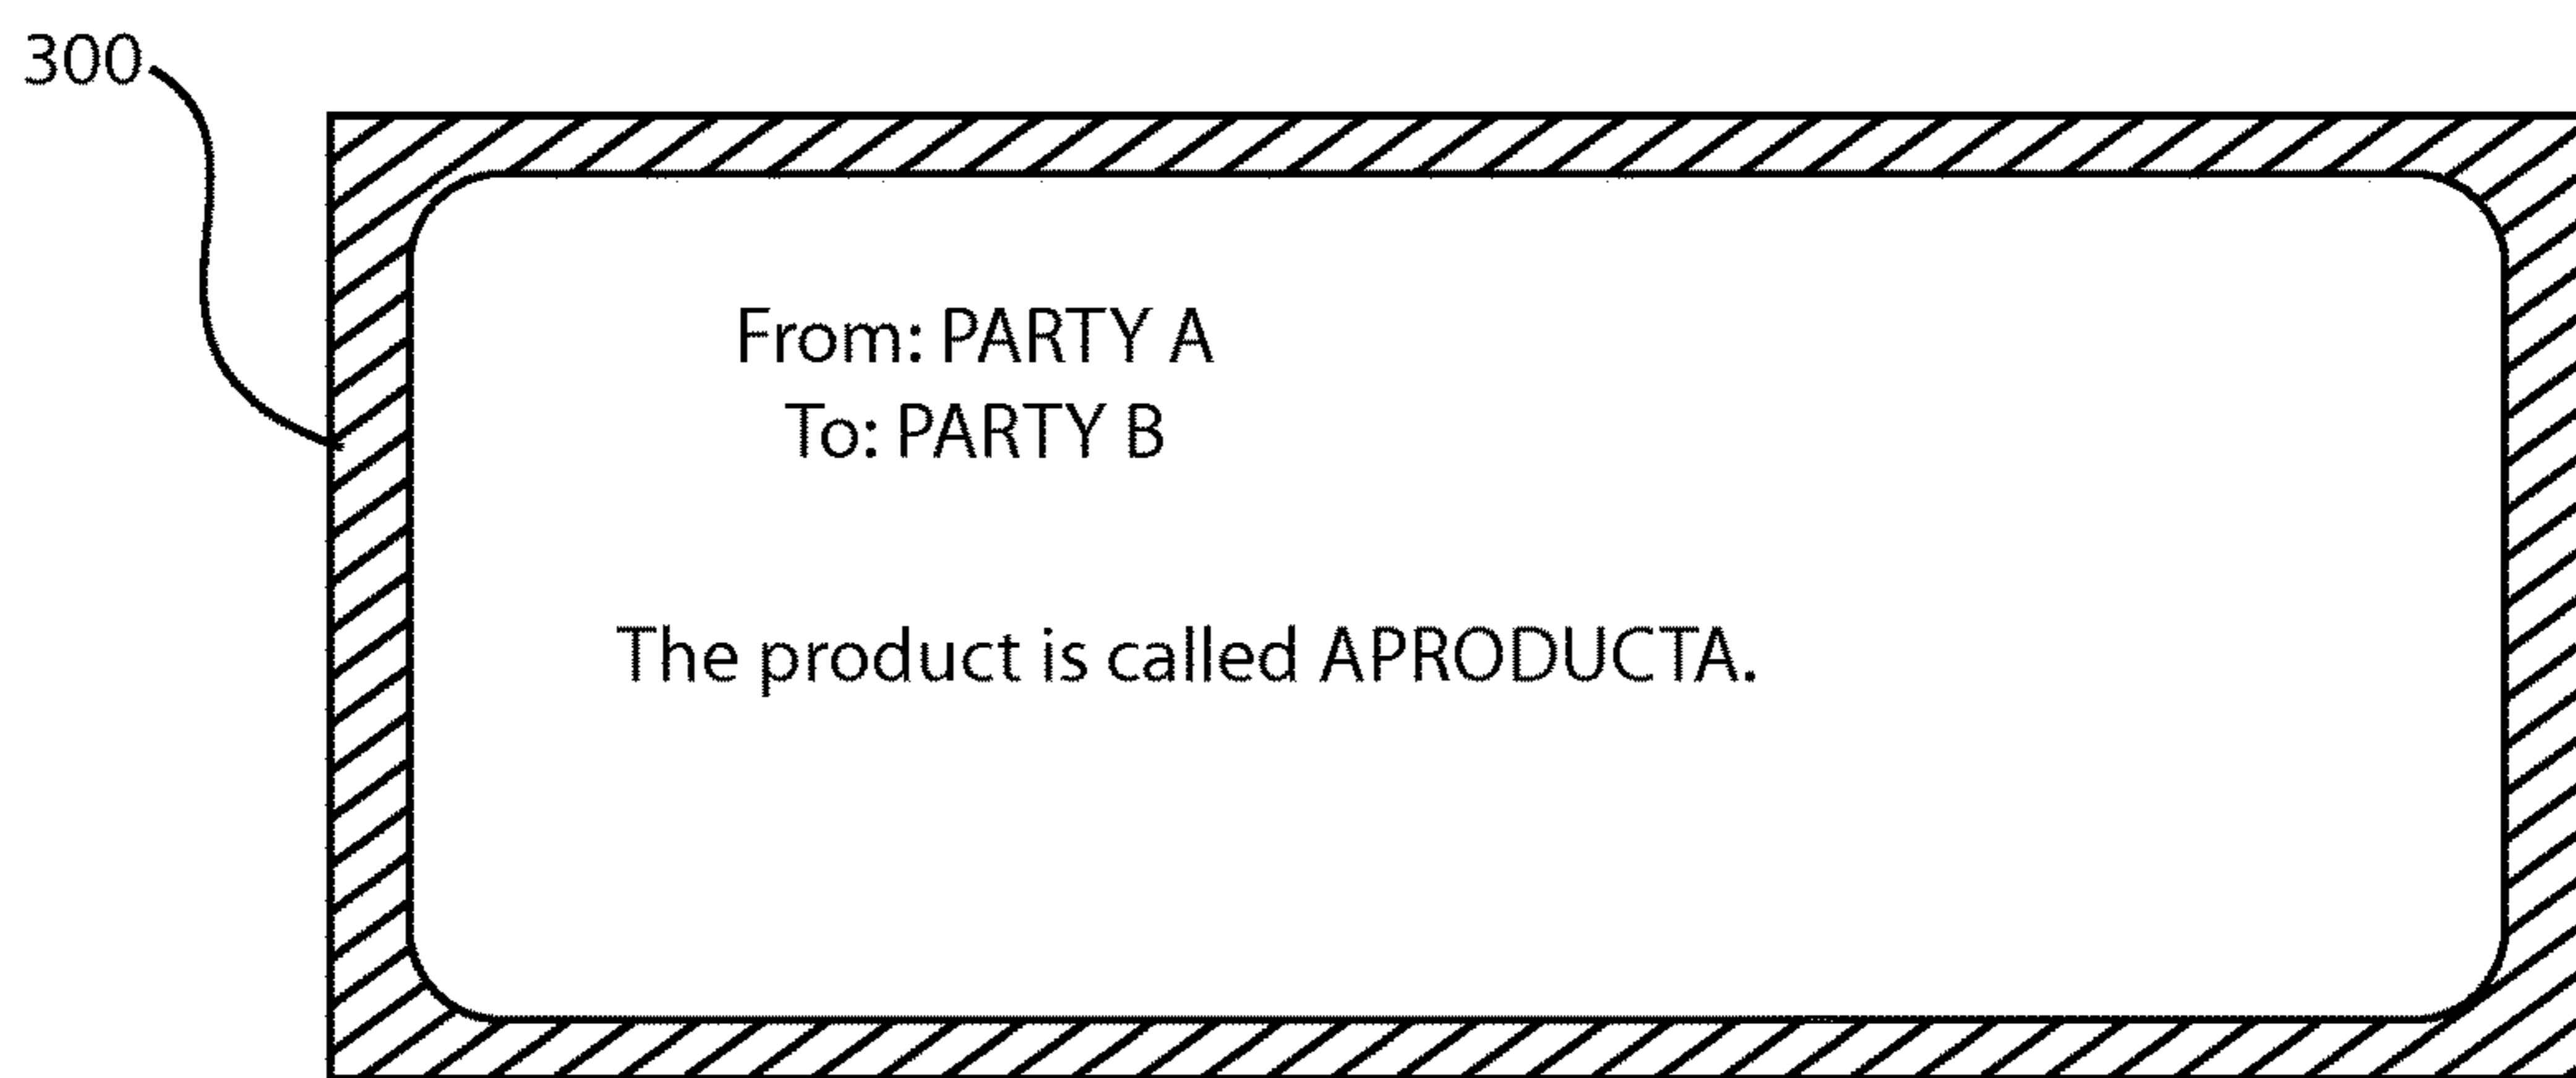 300
From: PARTY A
To: PARTY B
The product is called APRODUCTA.